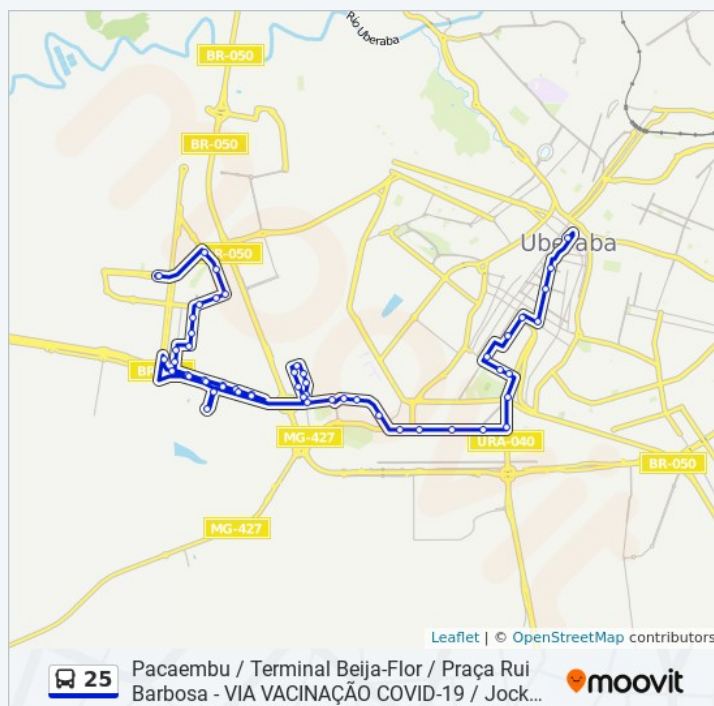 Rio Uberaba
BR-050
BR-050
Uberaba
BR-050
MG-427
URA-040
BR-050
MG-427
Leaflet | © OpenStreetMap contributors
25
Pacaembu / Terminal Beija-Flor / Praça Rui
Barbosa - VIA VACINAÇÃO COVID-19 / Jock...
moovit